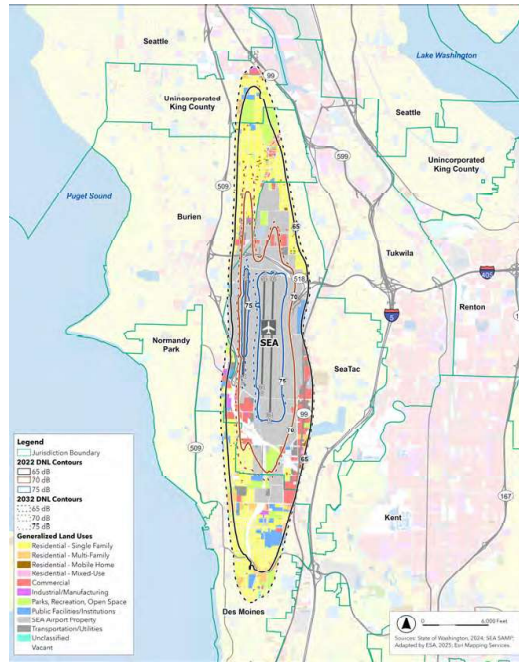 Seattle
99
Lake Washington
Unincorporated
King County
Seattle
599
Unincorporated
King County
509
Puget Sound
65
Burien
Tukwila
405
518
75
70
5
Renton
SEA
Normandy
Park
SeaTac
75
99
70
509
65
167
Kent
Des Moines
Legend
Jurisdiction Boundary
2022 DNL Contours
65 dB
70 dB
75 dB
2032 DNL Contours
65 dB
70 dB
75 dB
Generalized Land Uses
Residential - Single Family
Residential - Multi-Family
Residential - Mobile Home
Residential - Mixed-Use
Commercial
Industrial/Manufacturing
Parks, Recreation, Open Space
Public Facilities/Institutions
SEA Airport Property
Transportation/Utilities
Unclassified
Vacant
0 6,000 Feet
Sources: State of Washington, 2024; SEA SAMP;
Adapted by ESA, 2025; Esri Mapping Services.